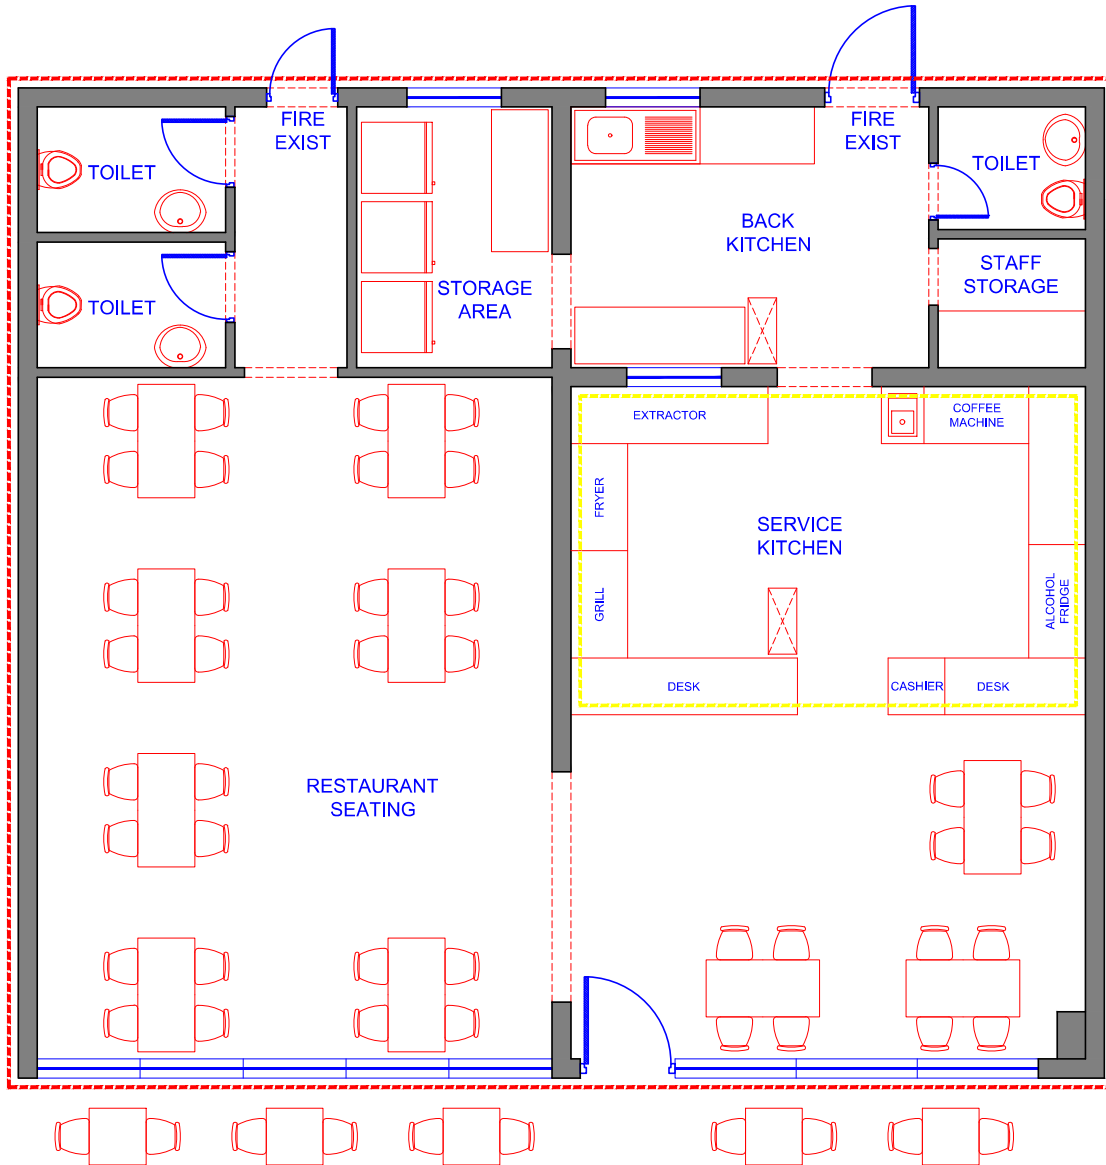 FIRE
EXIST
FIRE
EXIST
TOILET
TOILET
BACK
KITCHEN
STAFF
STORAGE
STORAGE
AREA
TOILET
EXTRACTOR
COFFEE
MACHINE
FRYER
SERVICE
KITCHEN
GRILL
ALCOHOL
FRIDGE
DESK
CASHIER
DESK
RESTAURANT
SEATING